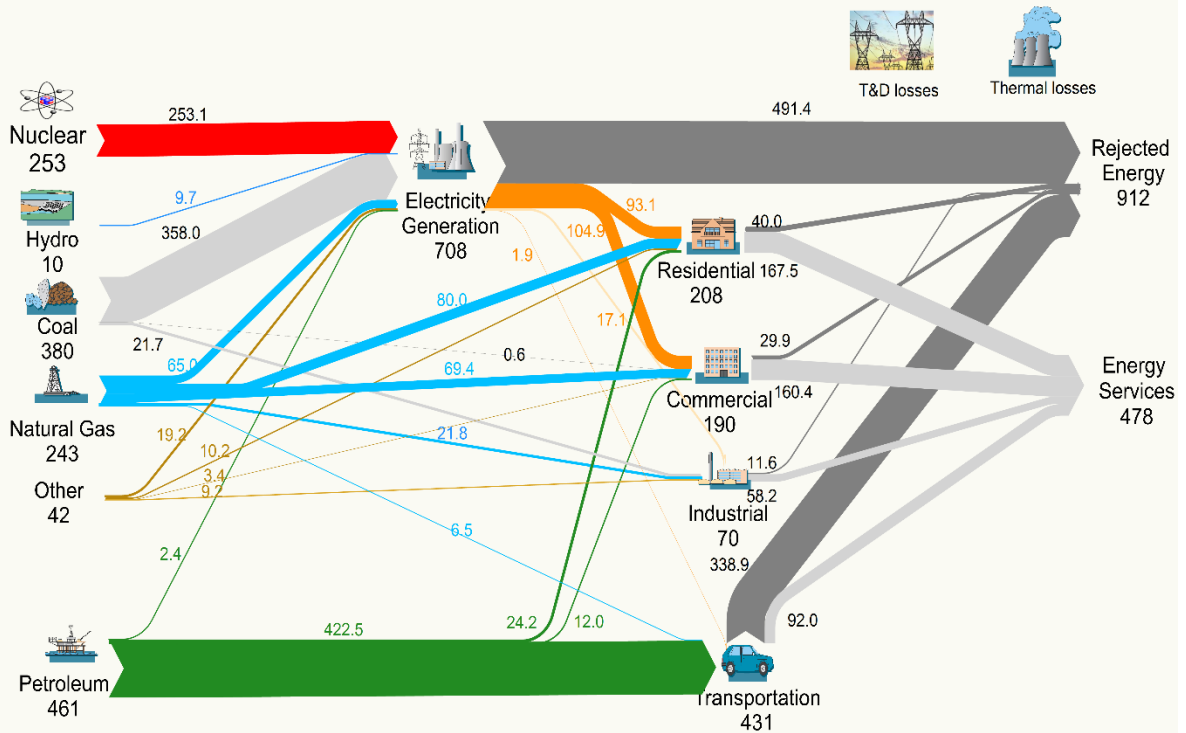 T&D losses
Thermal losses
253.1
491.4
Nuclear
253
Rejected
Energy
912
9.7
Hydro
10
358.0
Electricity
Generation
708
93.1
104.9
1.9
40.0
Residential
208
167.5
Coal
380
21.7
80.0
17.1
0.6
65.0
69.4
29.9
Energy
Services
478
Commercial
190
160.4
Natural Gas
243
19.2
10.2
21.8
3.4
9.2
11.6
58.2
Other
42
Industrial
70
6.5
2.4
338.9
422.5
24.2
12.0
92.0
Petroleum
461
Transportation
431